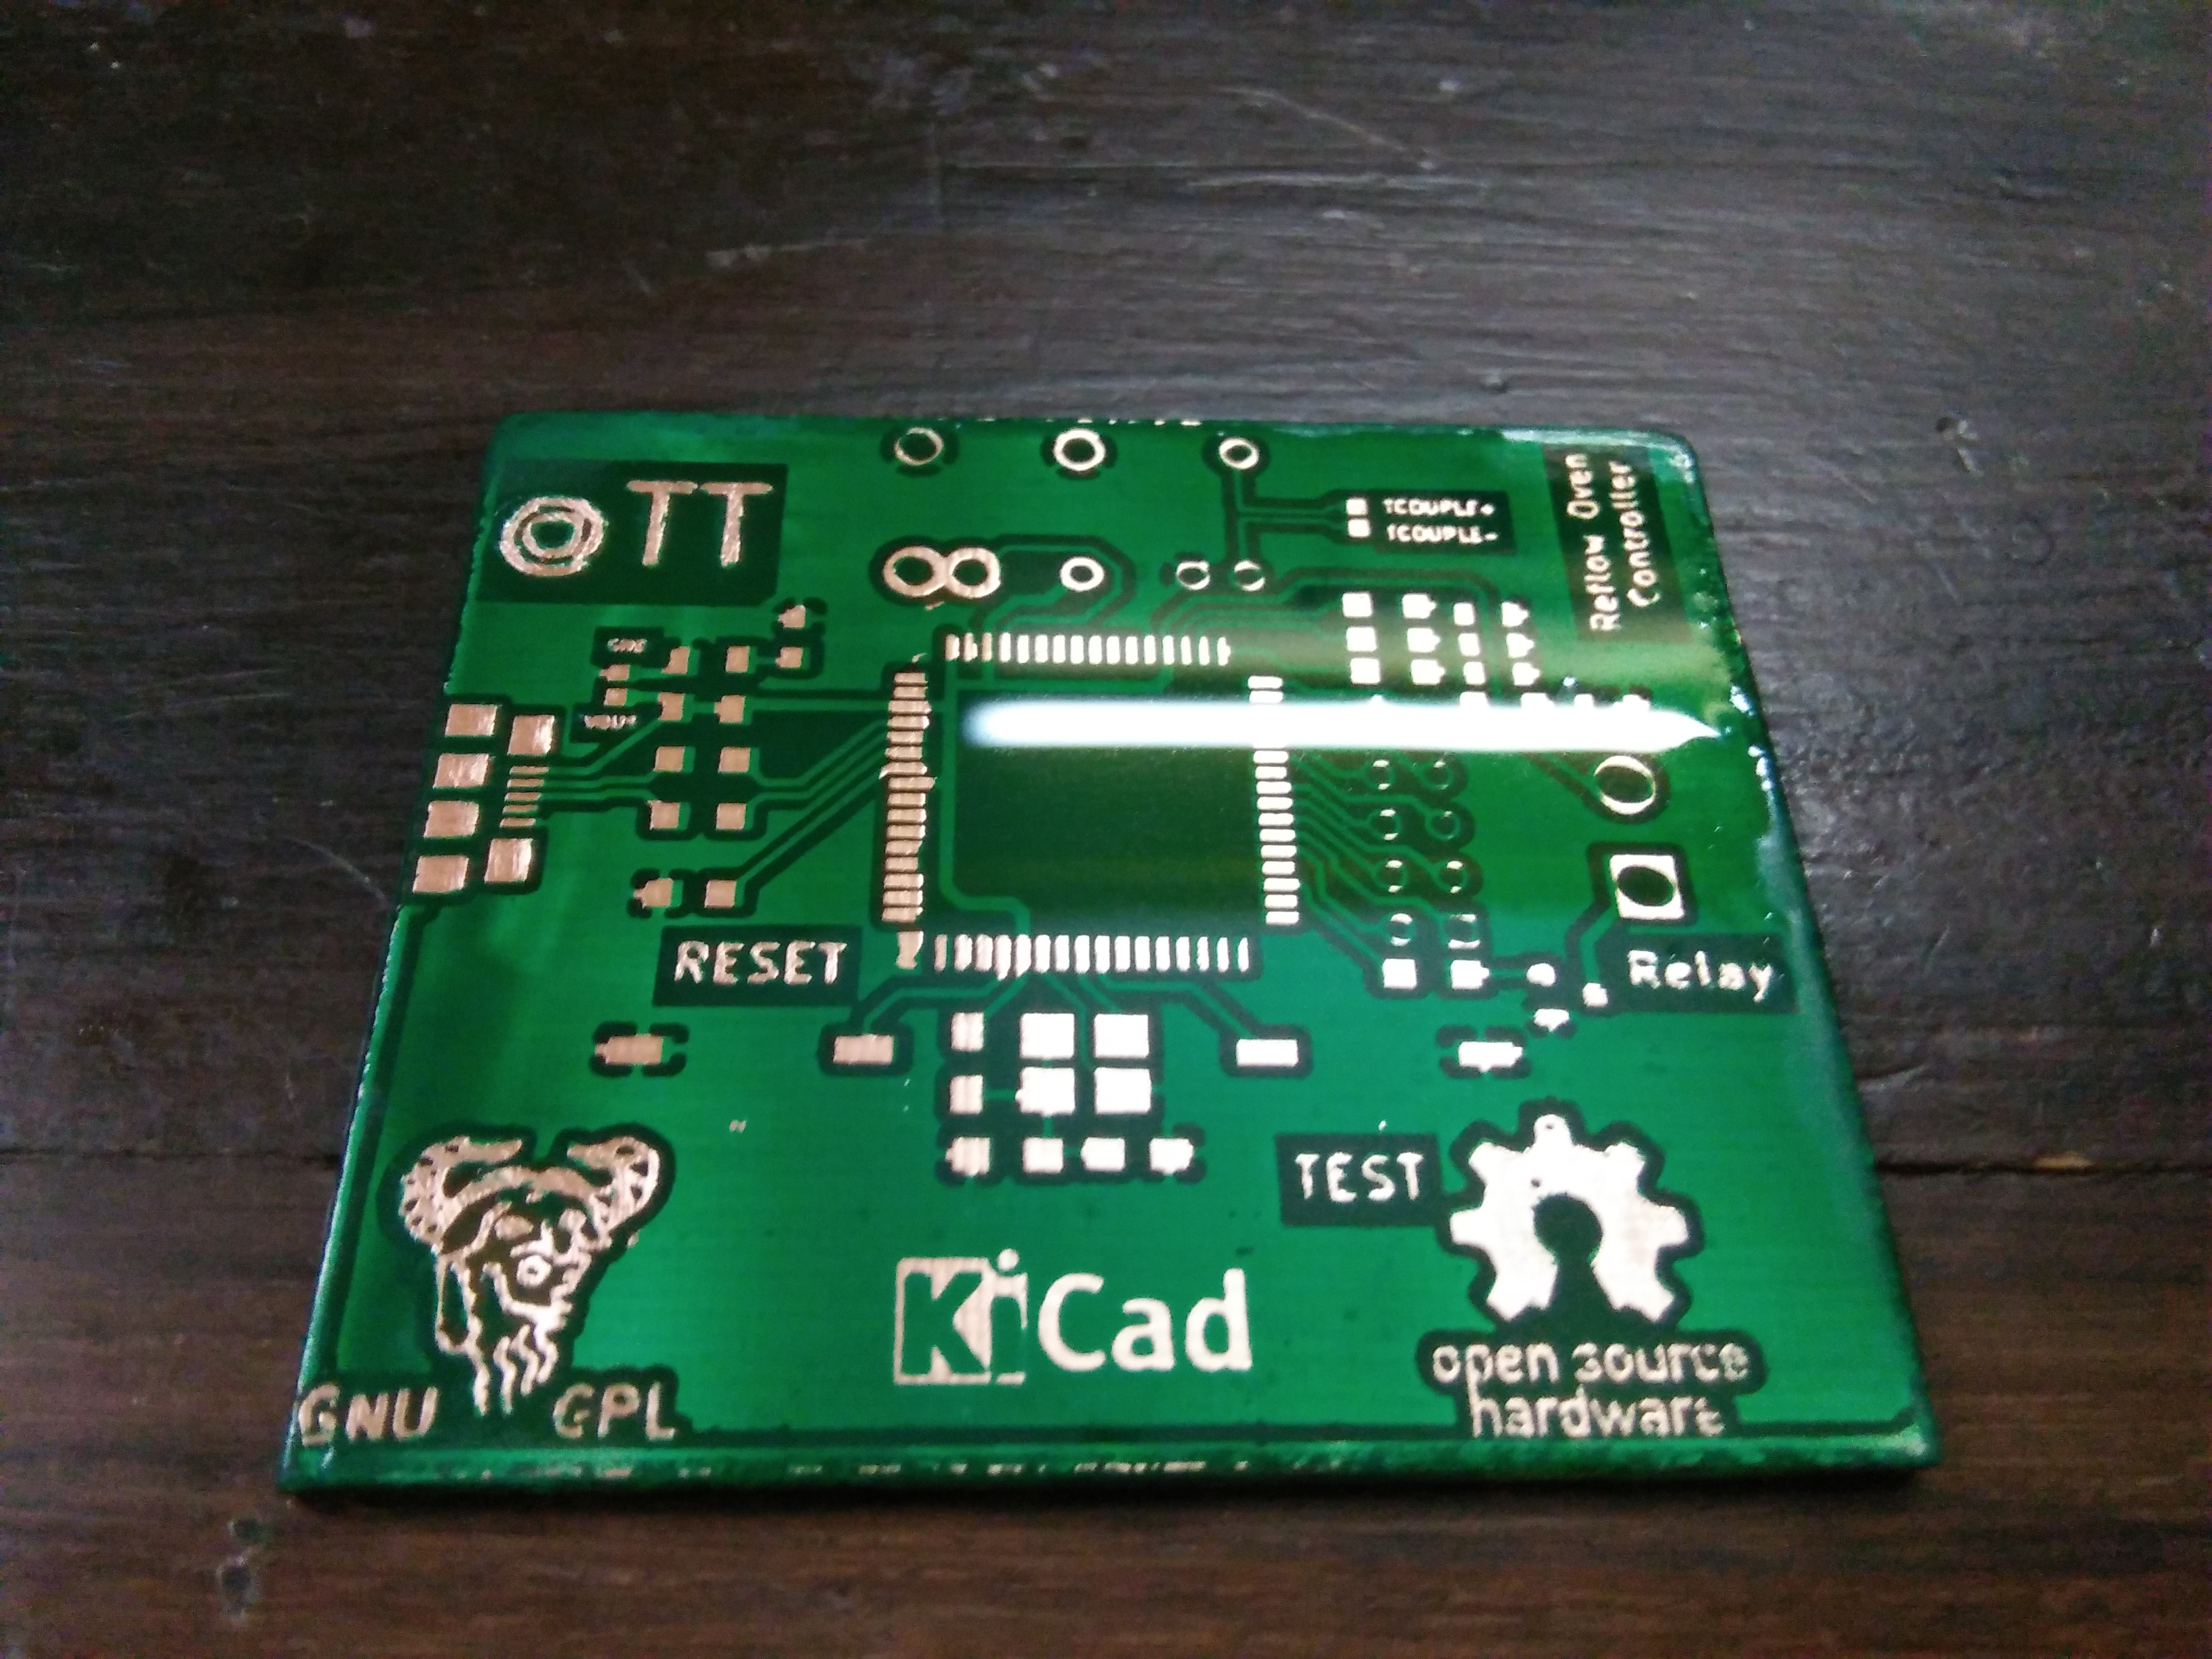 ©TT
TCOUPLE+
TCOUPLE-
Reflow Oven
Controller
RESET
Relay
TEST
KiCad
GNU GPL
open source
hardware